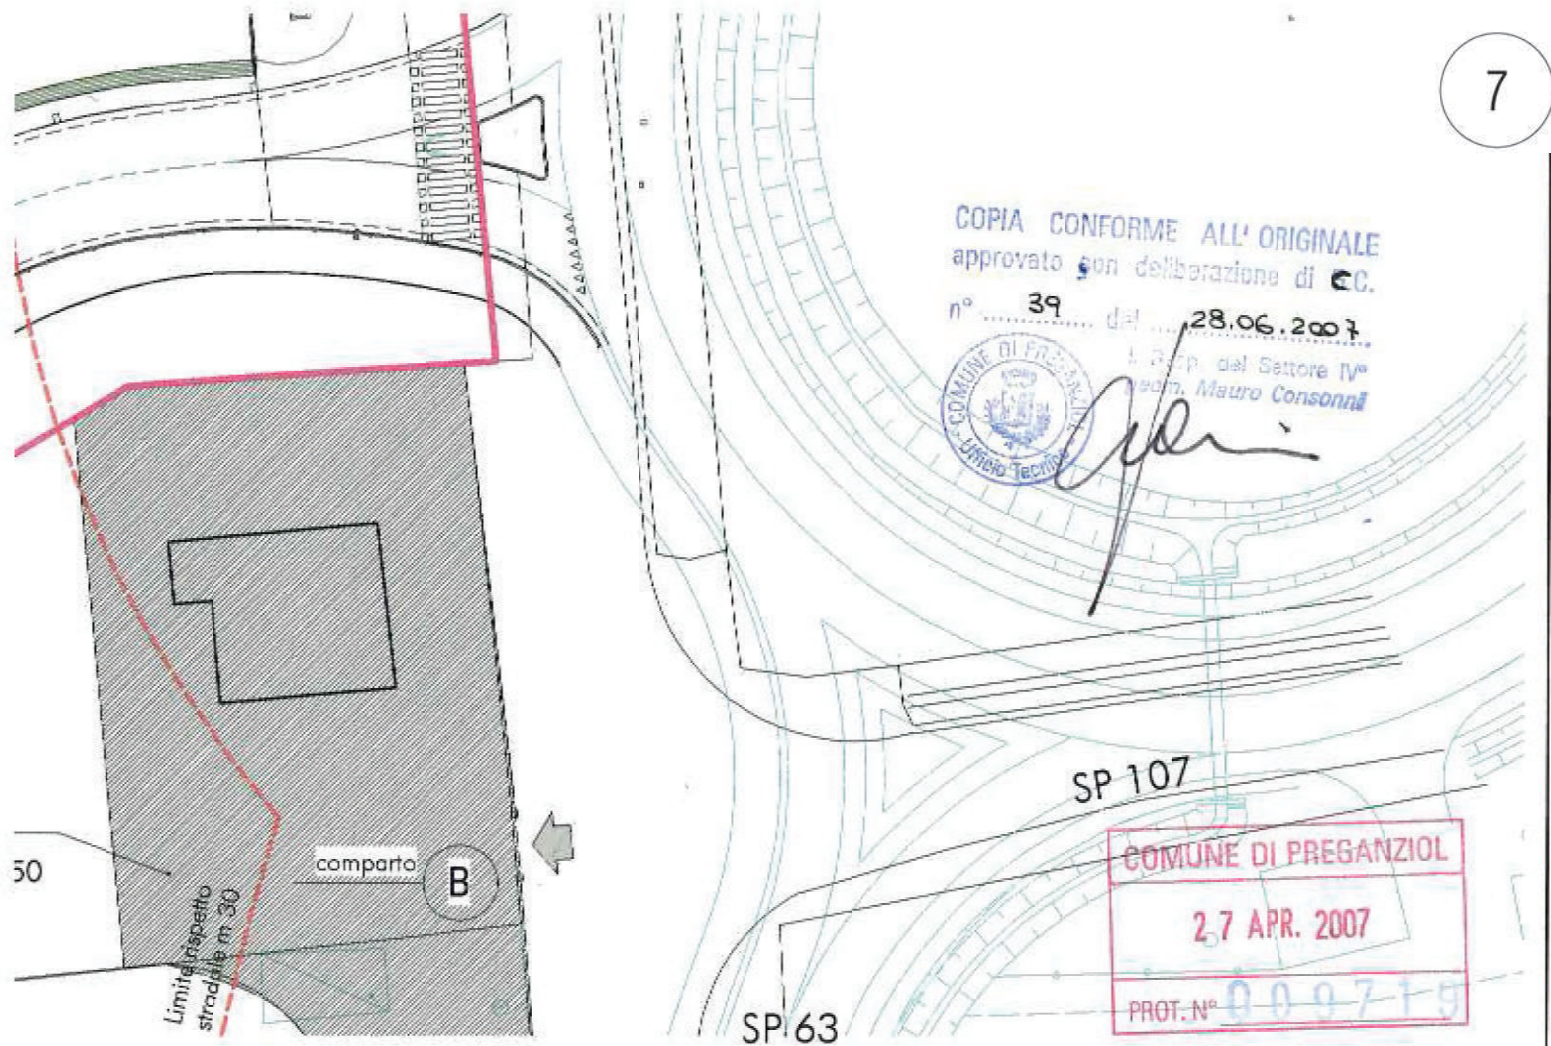 7
COPIA CONFORME ALL' ORIGINALE
approvato con deliberazione di C.C.
n° 39 del 28.06.2007
del Settore IV°
geom. Mauro Consonni
COMUNE DI PREGANZIOL
Ufficio Tecnico
SP 107
comparto
B
50
Limite rispetto
stradale m 30
COMUNE DI PREGANZIOL
27 APR. 2007
PROT. N° 009719
SP 63